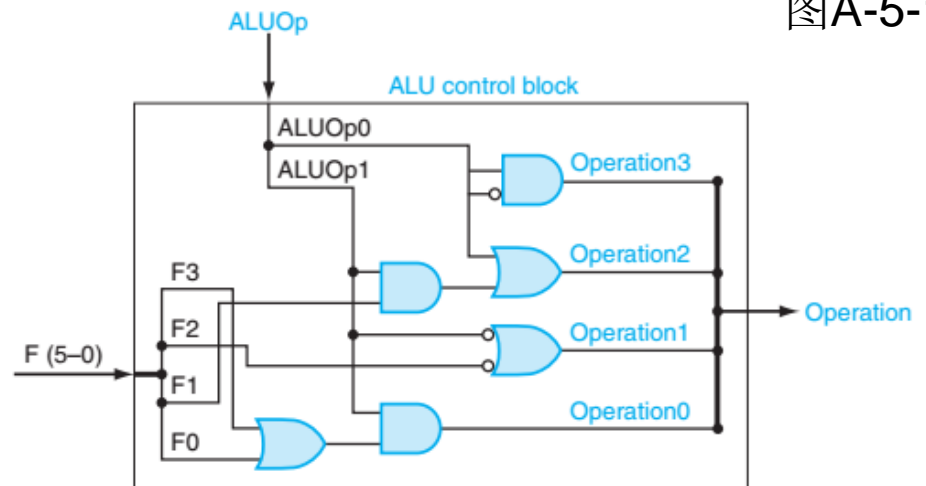 图A-5-
ALUOp
ALU control block
ALUOp0
ALUOp1
Operation3
Operation2
F3
F2
Operation1
Operation
F (5–0)
F1
Operation0
F0